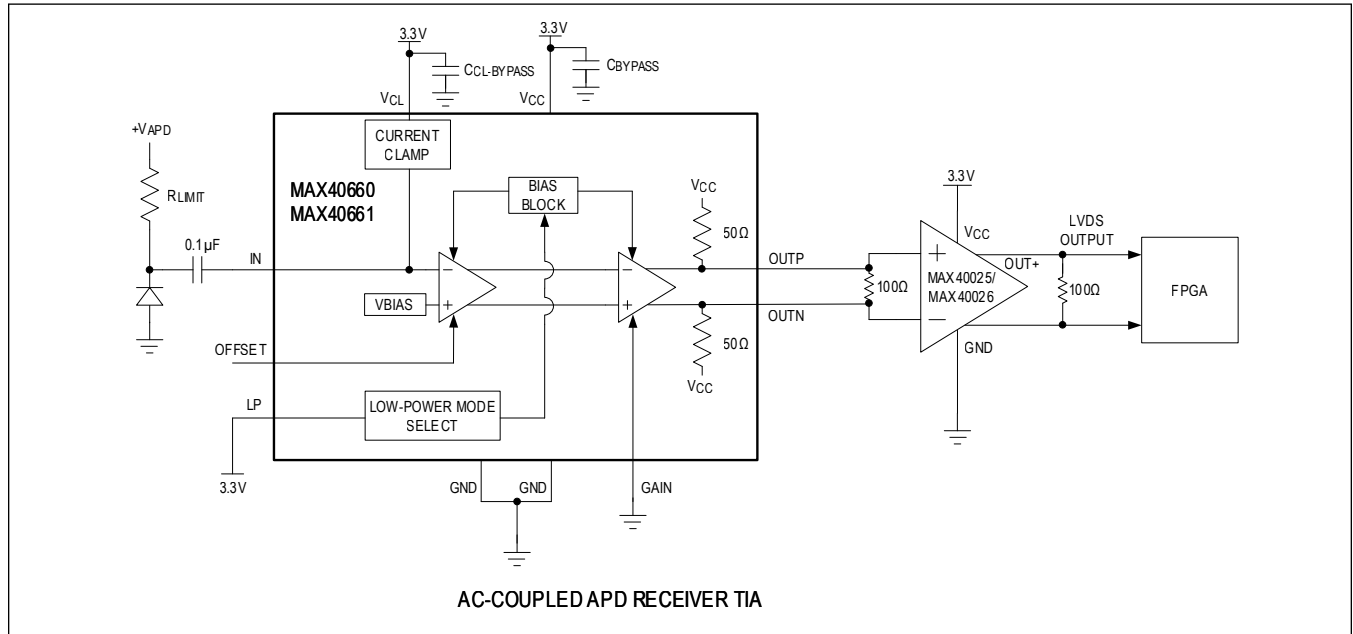 3.3V
3.3V
CCL-BYPASS
CBYPASS
VCL
VCC
+VAPD
CURRENT
CLAMP
RLIMIT
MAX40660
MAX40661
BIAS
BLOCK
VCC
50Ω
3.3V
0.1µF
IN
OUTP
VCC
LVDS
OUTPUT
OUT+
+
-
-
+
-
+
100Ω
MAX40025/
MAX40026
100Ω
FPGA
VBIAS
OUTN
50Ω
GND
OFFSET
VCC
LP
LOW-POWER MODE
SELECT
3.3V
GND
GND
GAIN
AC-COUPLED APD RECEIVER TIA